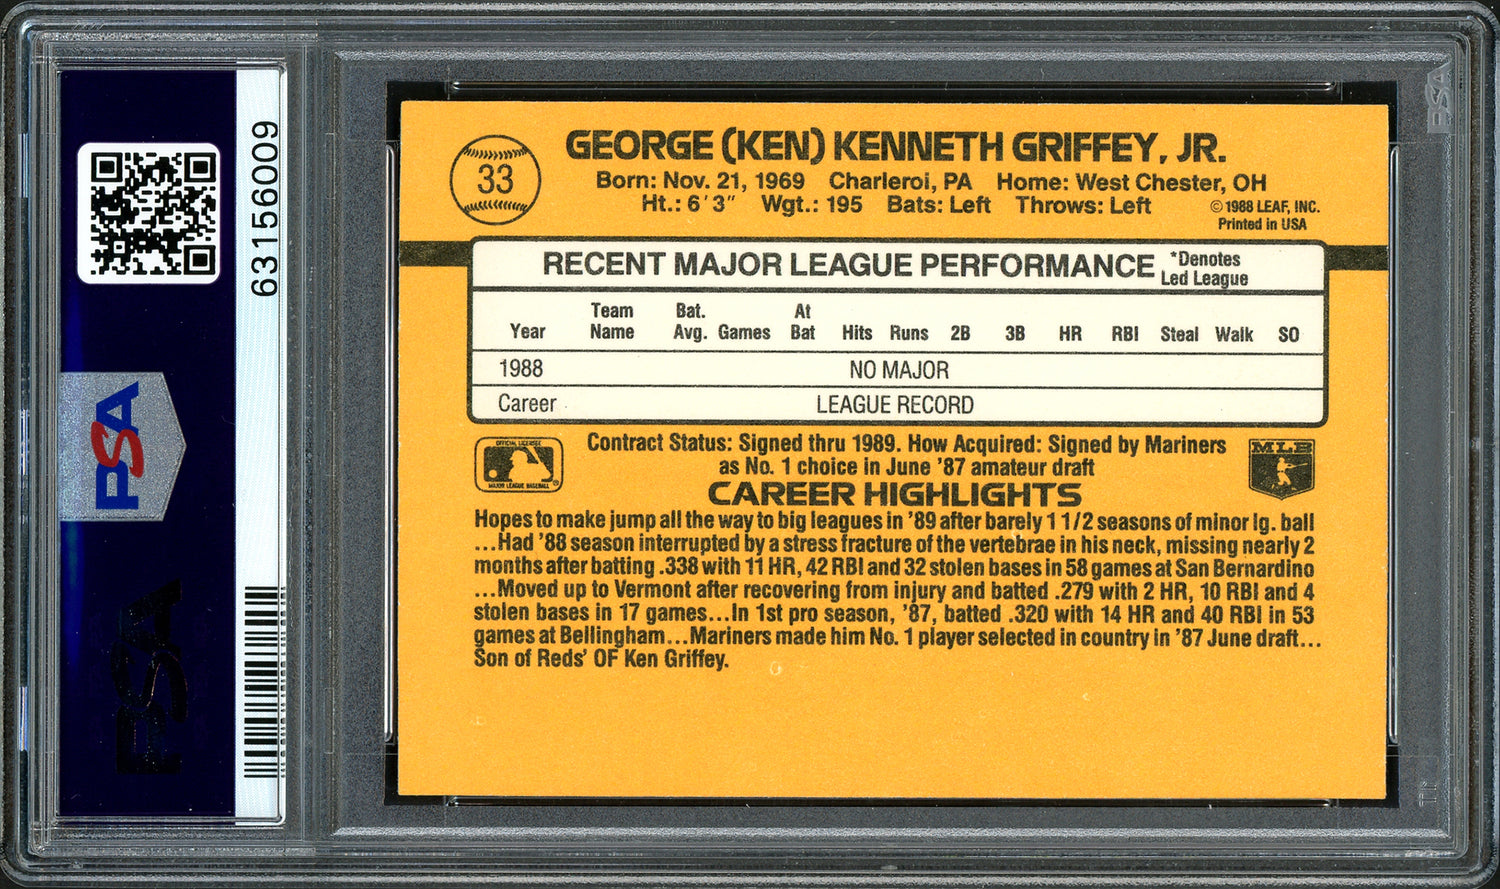 63156009
PSA
PSA
PSA
33
GEORGE (KEN) KENNETH GRIFFEY, JR.
Born: Nov. 21, 1969 Charleroi, PA Home: West Chester, OH
Ht.: 6'3" Wgt.: 195 Bats: Left Throws: Left
©1988 LEAF, INC.
Printed in USA
RECENT MAJOR LEAGUE PERFORMANCE
*Denotes
Led League
Year Team Name Bat. Avg. Games At Bat Hits Runs 2B 3B HR RBI Steal Walk SO
1988 NO MAJOR
Career LEAGUE RECORD
OFFICIAL LICENSEE
MAJOR LEAGUE BASEBALL ®
Contract Status: Signed thru 1989. How Acquired: Signed by Mariners
as No. 1 choice in June '87 amateur draft
MLB
CAREER HIGHLIGHTS
Hopes to make jump all the way to big leagues in '89 after barely 1 1/2 seasons of minor lg. ball
...Had '88 season interrupted by a stress fracture of the vertebrae in his neck, missing nearly 2
months after batting .338 with 11 HR, 42 RBI and 32 stolen bases in 58 games at San Bernardino
...Moved up to Vermont after recovering from injury and batted .279 with 2 HR, 10 RBI and 4
stolen bases in 17 games...In 1st pro season, '87, batted .320 with 14 HR and 40 RBI in 53
games at Bellingham...Mariners made him No. 1 player selected in country in '87 June draft...
Son of Reds' OF Ken Griffey.